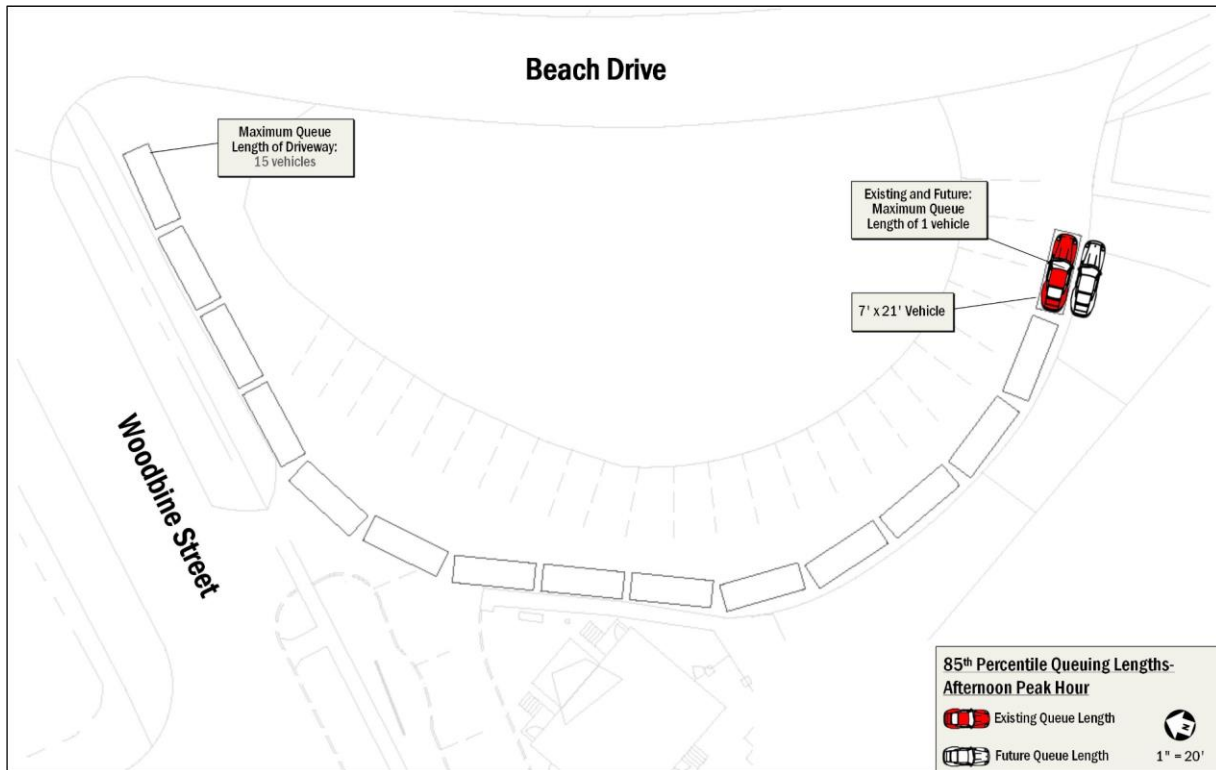 Beach Drive
Maximum Queue
Length of Driveway:
15 vehicles
Existing and Future:
Maximum Queue
Length of 1 vehicle
7' x 21' Vehicle
Woodbine Street
85th Percentile Queuing Lengths-
Afternoon Peak Hour
Existing Queue Length
N
Future Queue Length
1" = 20'